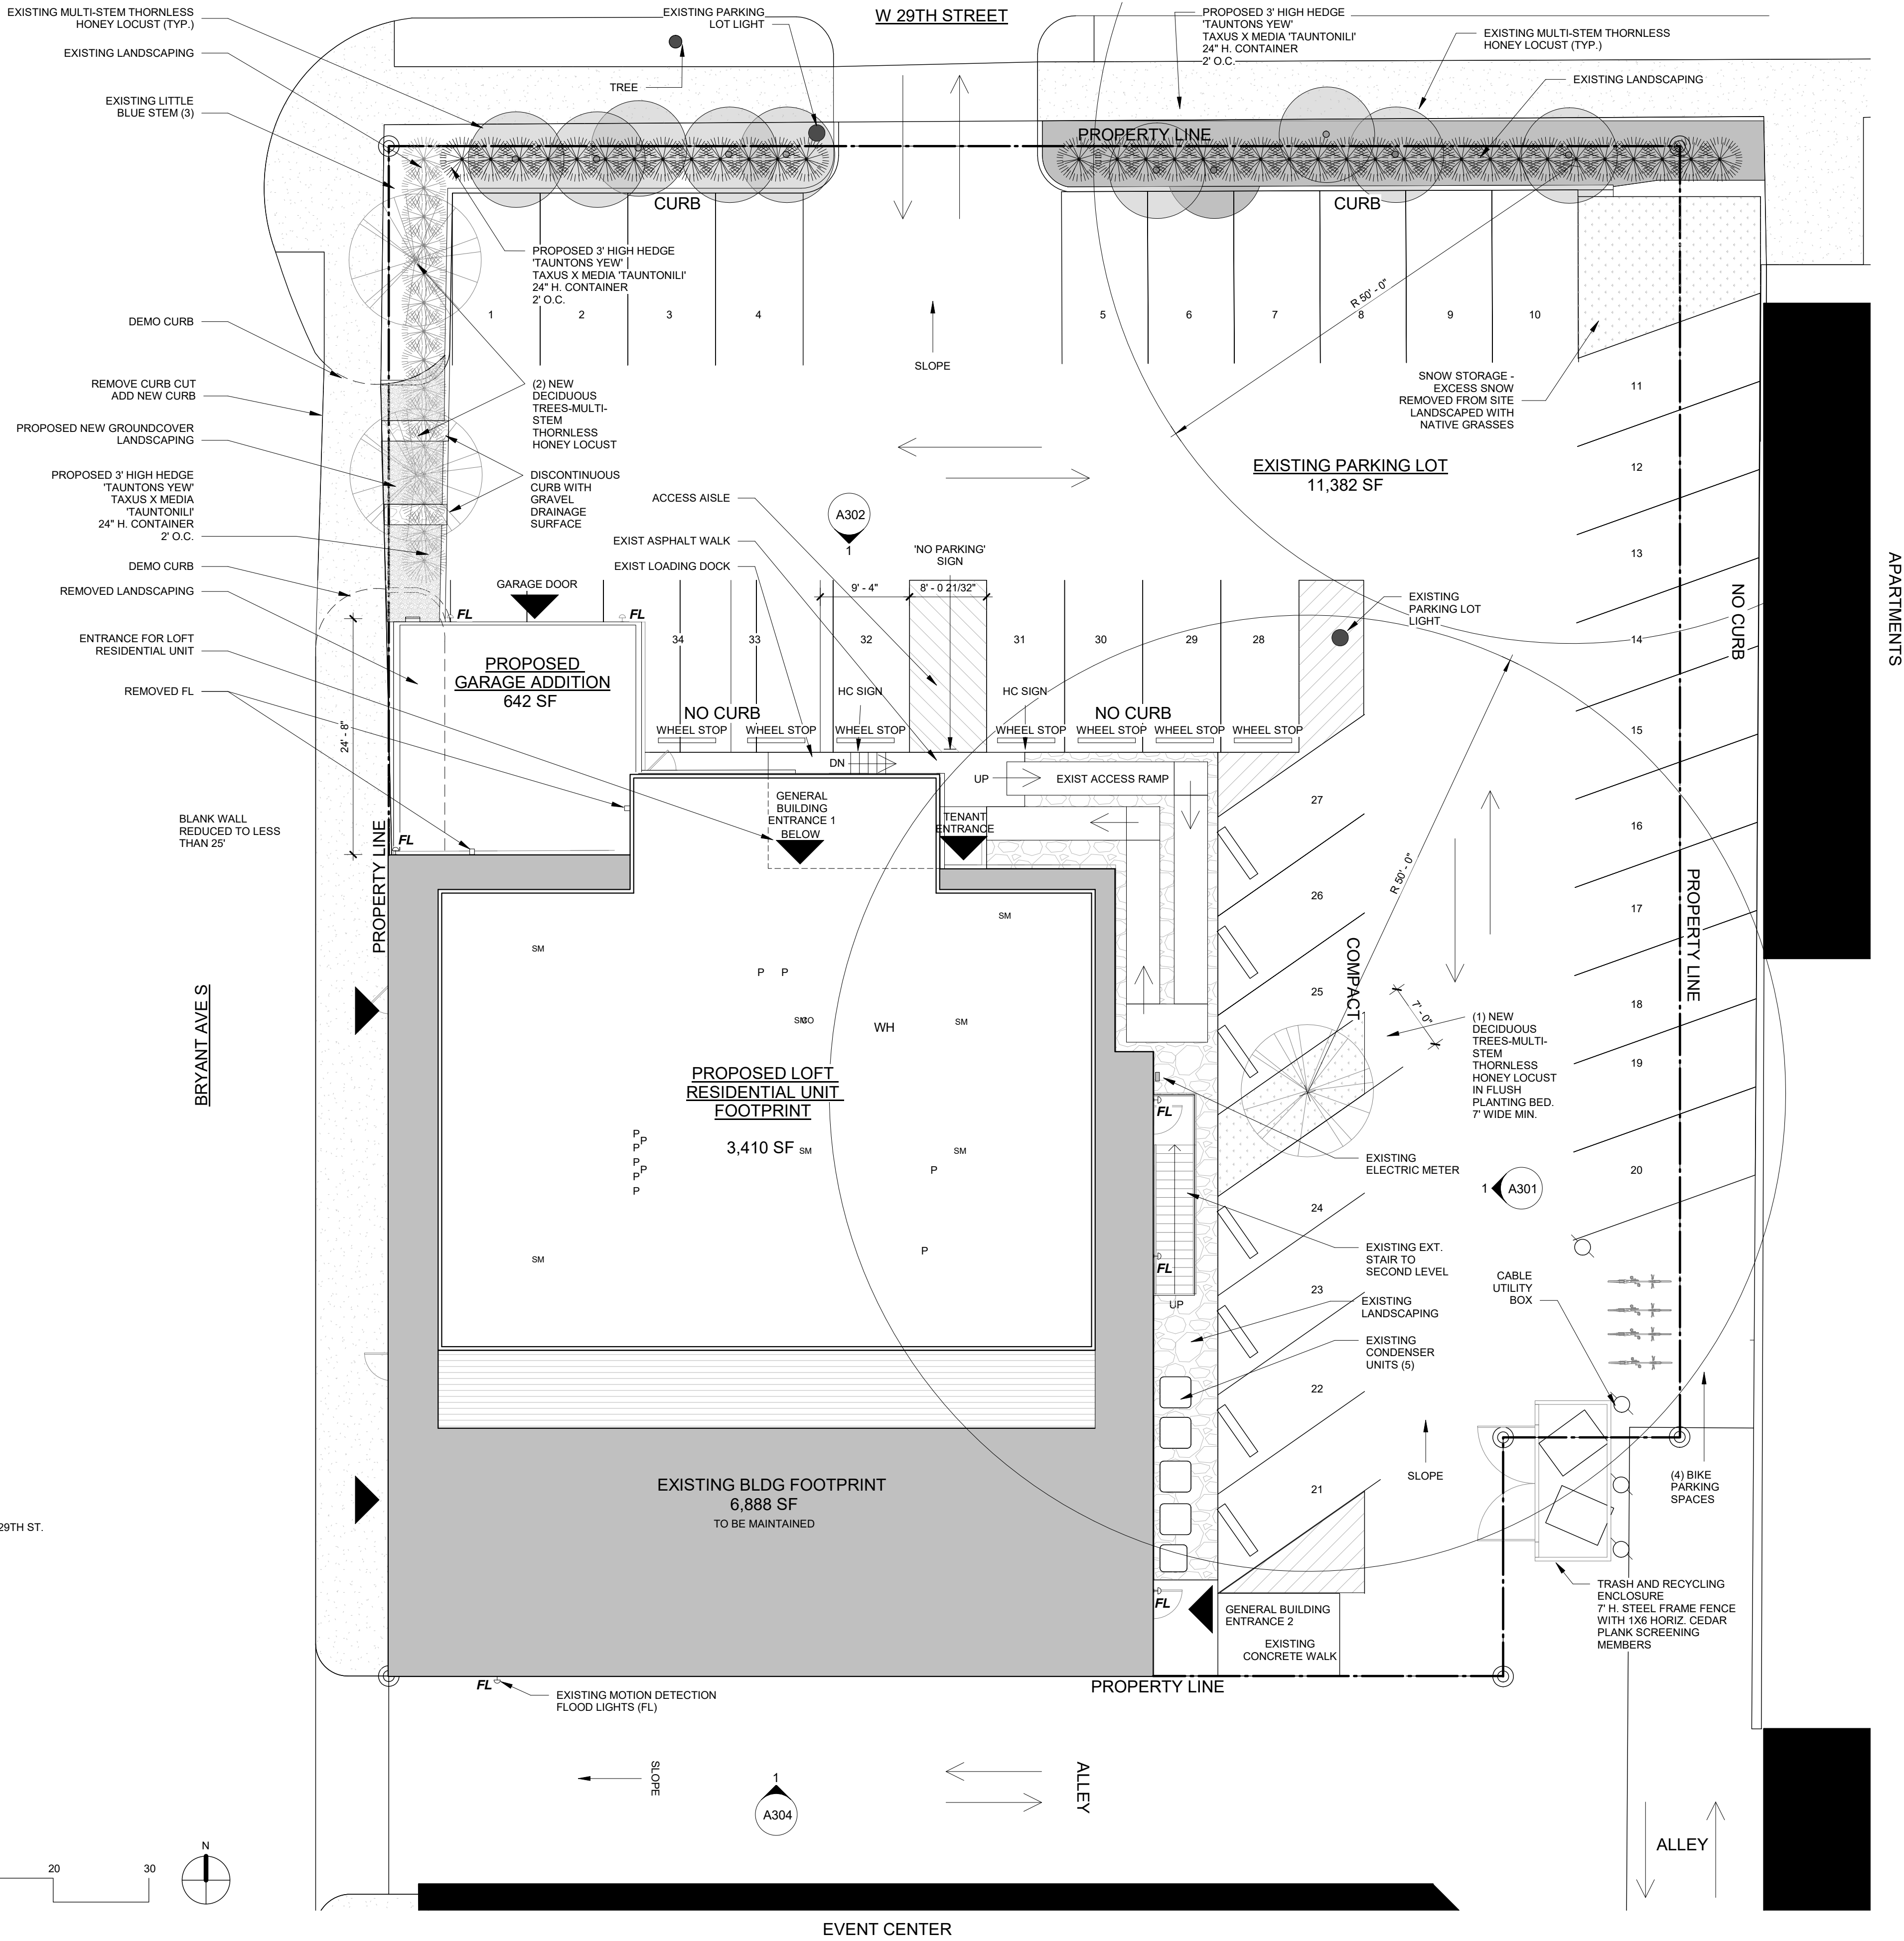 EXISTING MULTI-STEM THORNLESS
HONEY LOCUST (TYP.)
EXISTING LANDSCAPING
EXISTING LITTLE
BLUE STEM (3)
EXISTING PARKING
LOT LIGHT
TREE
W 29TH STREET
PROPOSED 3' HIGH HEDGE
'TAUNTONS YEW'
TAXUS X MEDIA 'TAUNTONILI'
24" H. CONTAINER
2' O.C.
EXISTING MULTI-STEM THORNLESS
HONEY LOCUST (TYP.)
EXISTING LANDSCAPING
PROPERTY LINE
CURB
CURB
PROPOSED 3' HIGH HEDGE
'TAUNTONS YEW'
TAXUS X MEDIA 'TAUNTONILI'
24" H. CONTAINER
2' O.C.
1
2
3
4
5
6
7
8
9
10
R 50' - 0"
SLOPE
DEMO CURB
REMOVE CURB CUT
ADD NEW CURB
PROPOSED NEW GROUNDCOVER
LANDSCAPING
PROPOSED 3' HIGH HEDGE
'TAUNTONS YEW'
TAXUS X MEDIA
'TAUNTONILI'
24" H. CONTAINER
2' O.C.
DEMO CURB
REMOVED LANDSCAPING
ENTRANCE FOR LOFT
RESIDENTIAL UNIT
REMOVED FL
(2) NEW
DECIDUOUS
TREES-MULTI-
STEM
THORNLESS
HONEY LOCUST
DISCONTINUOUS
CURB WITH
GRAVEL
DRAINAGE
SURFACE
SNOW STORAGE -
EXCESS SNOW
REMOVED FROM SITE
LANDSCAPED WITH
NATIVE GRASSES
EXISTING PARKING LOT
11,382 SF
11
12
13
14
15
16
17
18
19
20
ACCESS AISLE
A302
1
EXIST ASPHALT WALK
EXIST LOADING DOCK
'NO PARKING'
SIGN
GARAGE DOOR
9' - 4"
8' - 0 21/32"
FL
FL
EXISTING
PARKING LOT
LIGHT
NO CURB
APARTMENTS
34
33
32
31
30
29
28
PROPOSED
GARAGE ADDITION
642 SF
HC SIGN
HC SIGN
NO CURB
NO CURB
WHEEL STOP
WHEEL STOP
WHEEL STOP
WHEEL STOP
WHEEL STOP
WHEEL STOP
WHEEL STOP
24' - 8"
DN
UP
EXIST ACCESS RAMP
GENERAL
BUILDING
ENTRANCE 1
BELOW
TENANT
ENTRANCE
BLANK WALL
REDUCED TO LESS
THAN 25'
FL
PROPERTY LINE
27
26
25
R 50' - 0"
COMPACT
7' - 0"
PROPERTY LINE
SM
SM
P
P
SM
CO
WH
SM
BRYANT AVE S
PROPOSED LOFT
RESIDENTIAL UNIT
FOOTPRINT
3,410 SF
SM
SM
P
P
P
P
P
P
P
P
P
SM
(1) NEW
DECIDUOUS
TREES-MULTI-
STEM
THORNLESS
HONEY LOCUST
IN FLUSH
PLANTING BED.
7' WIDE MIN.
FL
EXISTING
ELECTRIC METER
1
A301
24
EXISTING EXT.
STAIR TO
SECOND LEVEL
FL
UP
23
CABLE
UTILITY
BOX
EXISTING
LANDSCAPING
EXISTING
CONDENSER
UNITS (5)
22
SLOPE
(4) BIKE
PARKING
SPACES
21
EXISTING BLDG FOOTPRINT
6,888 SF
TO BE MAINTAINED
29TH ST.
FL
GENERAL BUILDING
ENTRANCE 2
EXISTING
CONCRETE WALK
TRASH AND RECYCLING
ENCLOSURE
7' H. STEEL FRAME FENCE
WITH 1X6 HORIZ. CEDAR
PLANK SCREENING
MEMBERS
FL
EXISTING MOTION DETECTION
FLOOD LIGHTS (FL)
PROPERTY LINE
SLOPE
1
A304
ALLEY
ALLEY
20
30
N
EVENT CENTER